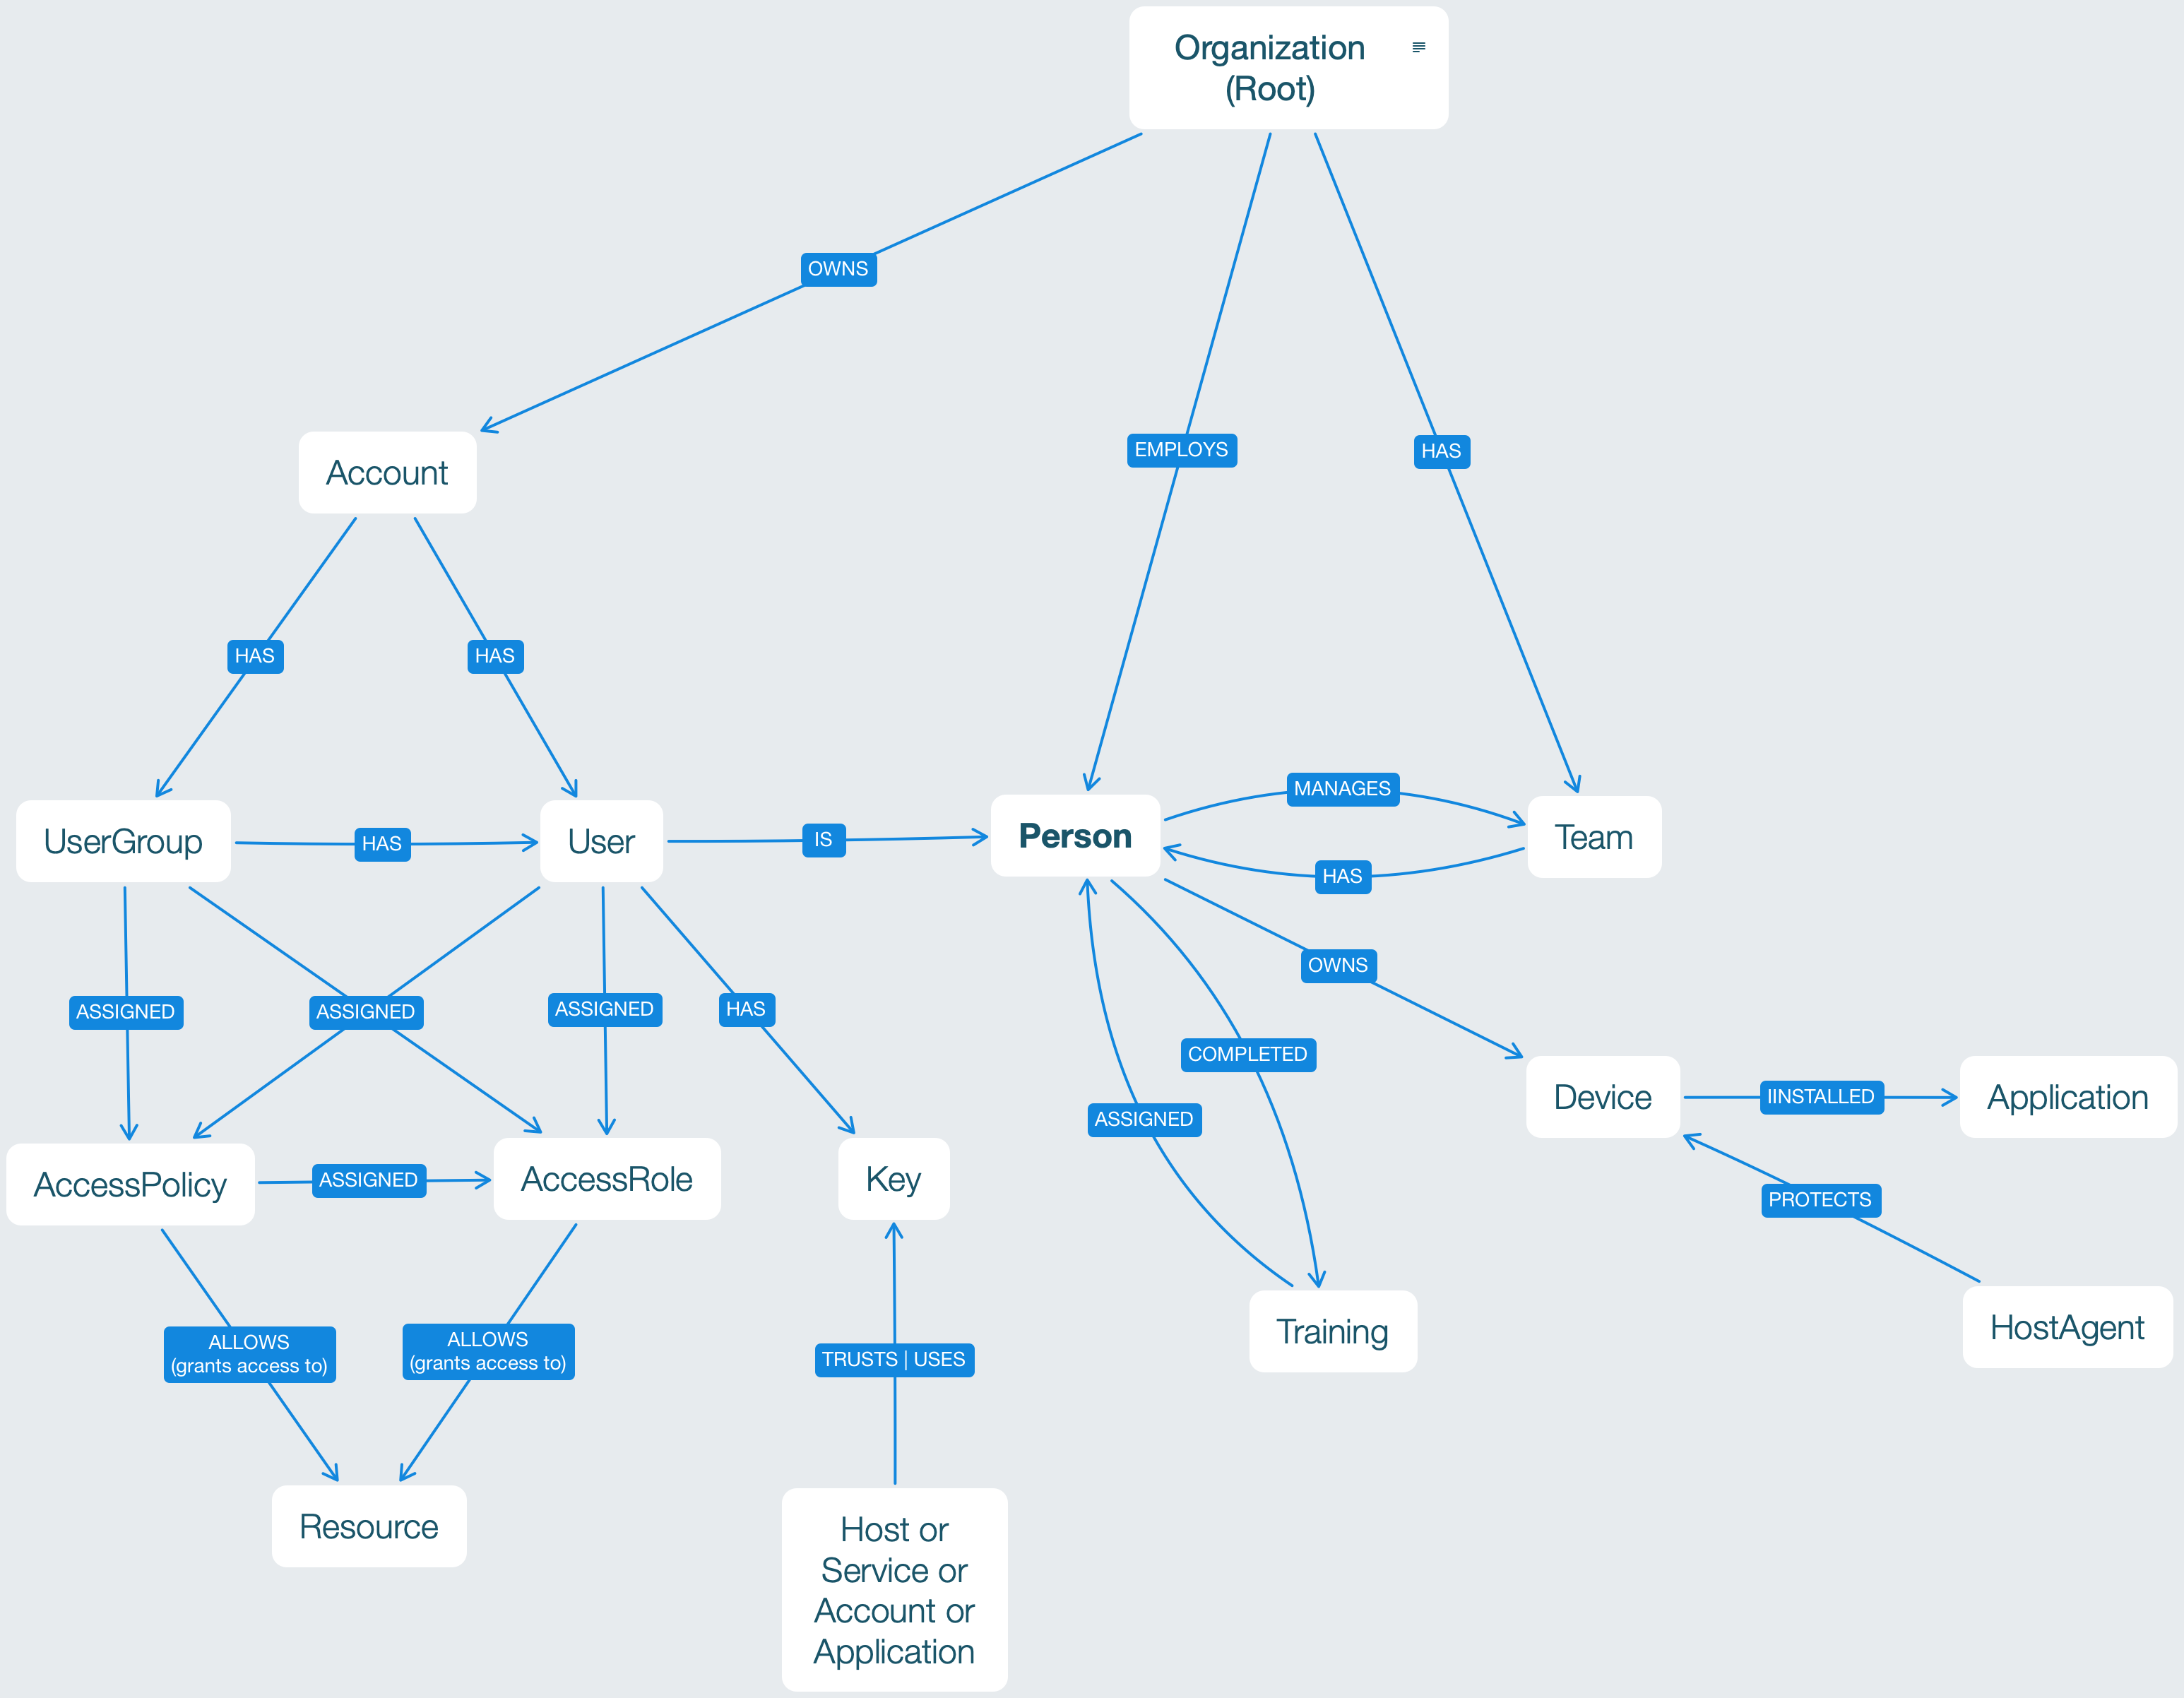 Organization
(Root)
OWNS
EMPLOYS
HAS
Account
HAS
HAS
MANAGES
UserGroup
HAS
User
IS
Person
Team
HAS
OWNS
ASSIGNED
ASSIGNED
ASSIGNED
HAS
COMPLETED
Device
IINSTALLED
Application
ASSIGNED
AccessPolicy
ASSIGNED
AccessRole
Key
PROTECTS
ALLOWS
(grants access to)
ALLOWS
(grants access to)
TRUSTS | USES
Training
HostAgent
Resource
Host or
Service or
Account or
Application